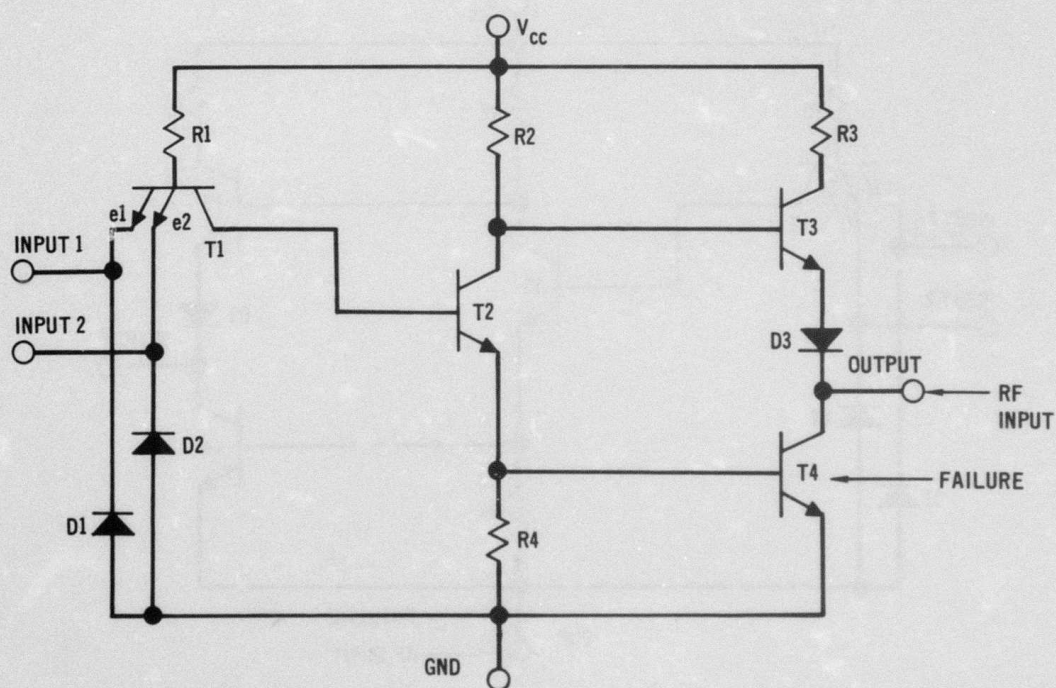 Vcc
R1
R2
R3
e1
e2
T1
T3
INPUT 1
INPUT 2
T2
D3
OUTPUT
RF
INPUT
D2
T4
FAILURE
D1
R4
GND